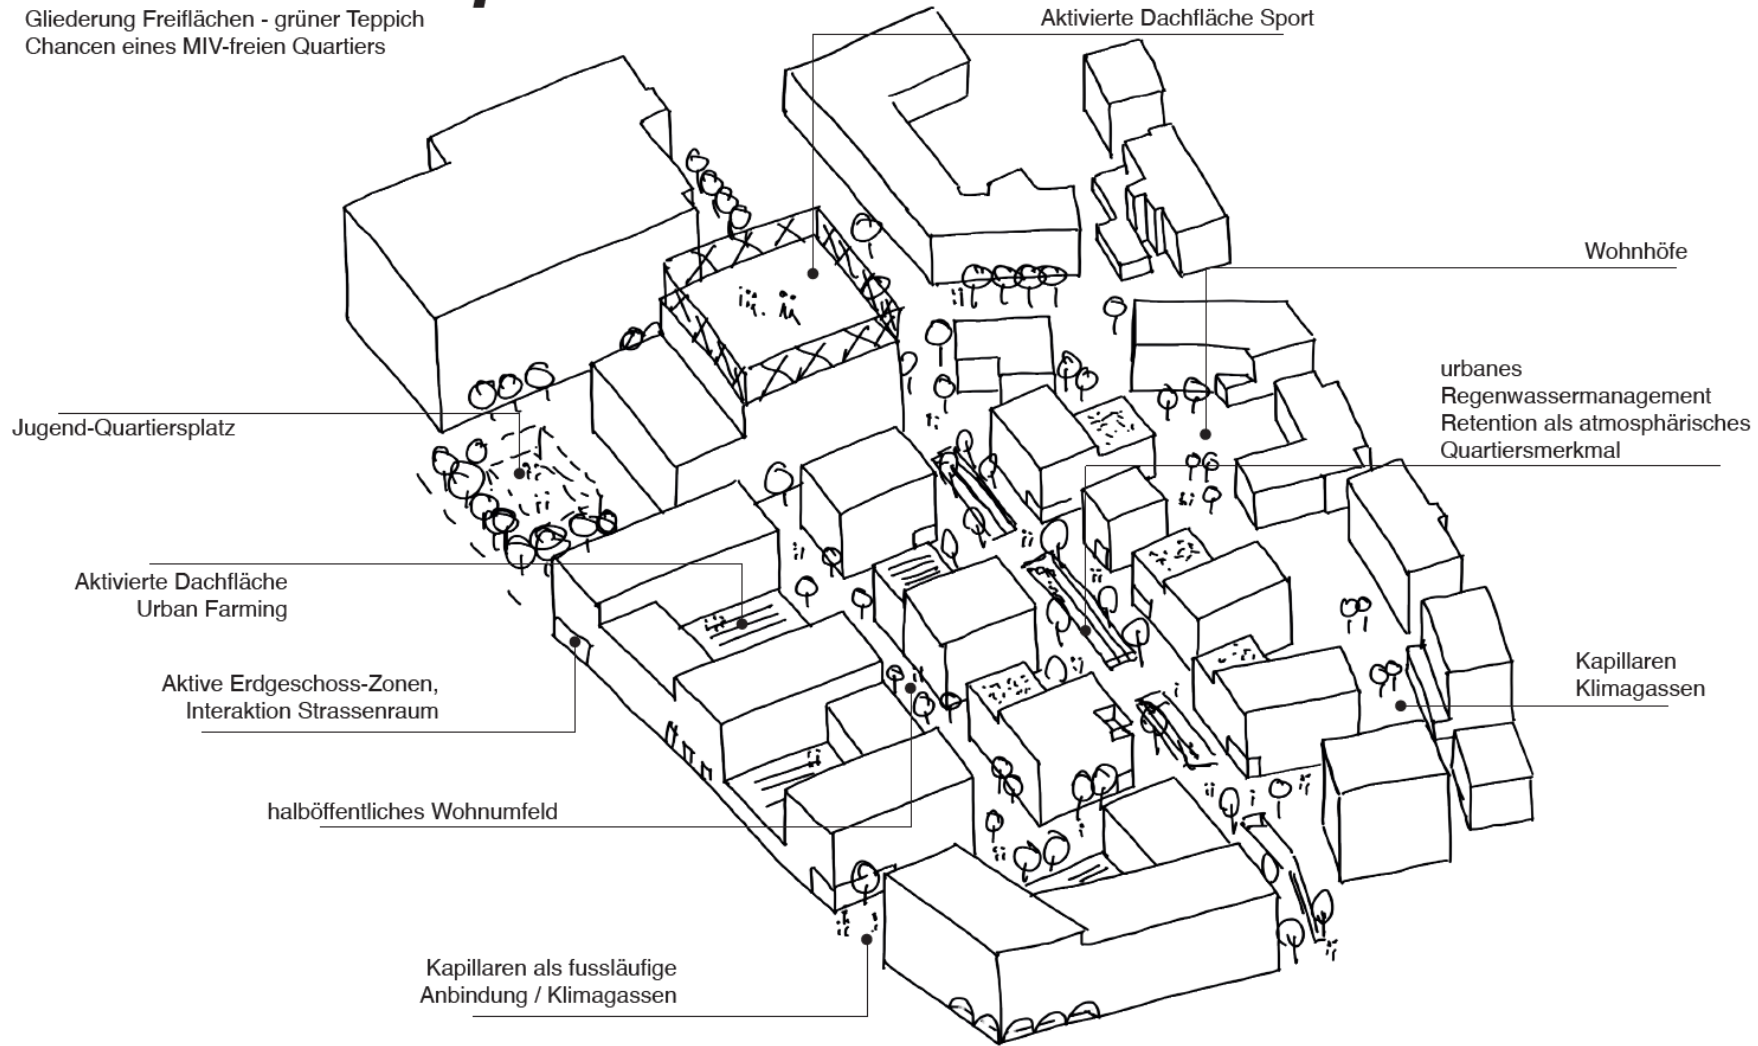 Gliederung Freiflächen - grüner Teppich
Chancen eines MIV-freien Quartiers
Aktivierte Dachfläche Sport
Wohnhöfe
urbanes
Regenwassermanagement
Retention als atmosphärisches
Quartiersmerkmal
Jugend-Quartiersplatz
Aktivierte Dachfläche
Urban Farming
Aktive Erdgeschoss-Zonen,
Interaktion Strassenraum
Kapillaren
Klimagassen
halböffentliches Wohnumfeld
Kapillaren als fussläufige
Anbindung / Klimagassen